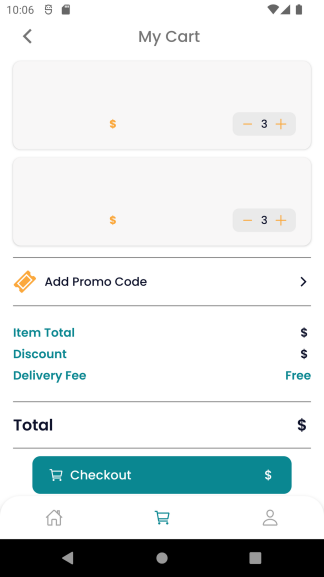 10:06
My Cart
$
3
$
3
Add Promo Code
Item Total $
Discount $
Delivery Fee Free
Total $
Checkout $